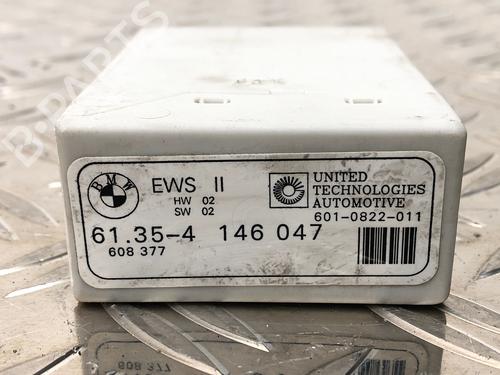 B-PARTS
BMW
EWS II
HW 02
SW 02
UNITED
TECHNOLOGIES
AUTOMOTIVE
601-0822-011
61.35-4 146 047
608 377